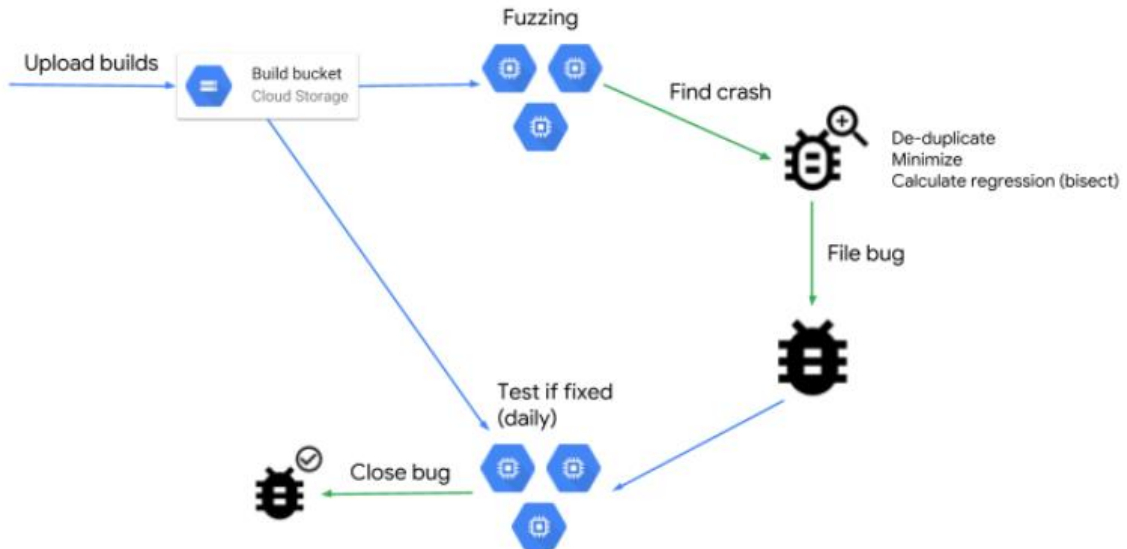 Fuzzing
Upload builds
Build bucket
Cloud Storage
Find crash
De-duplicate
Minimize
Calculate regression (bisect)
File bug
Test if fixed
(daily)
Close bug